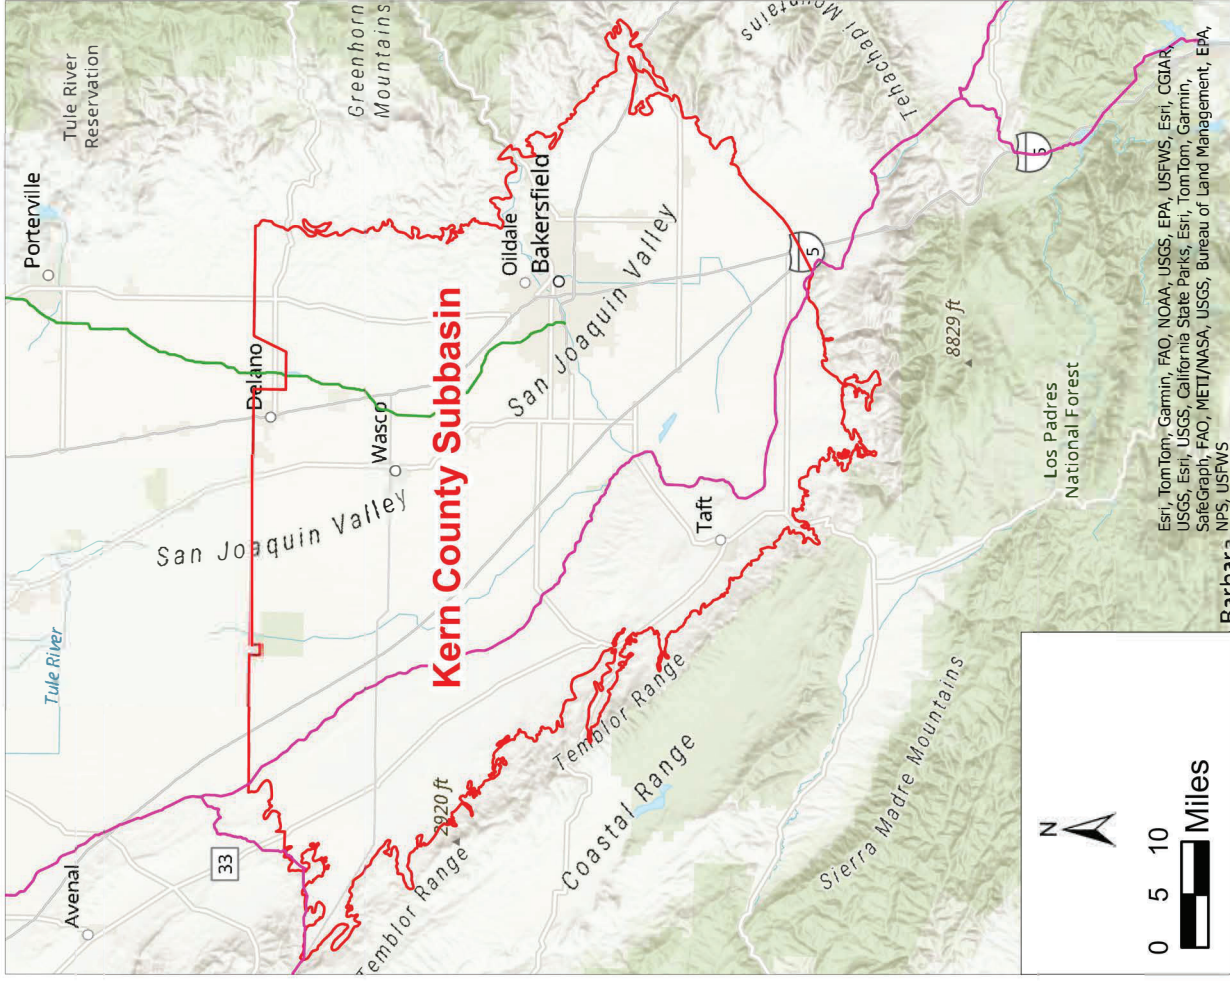 Tule River
Reservation
Greenhorn
Mountains
Tehachapi Mountains
Porterville
Oildale
Bakersfield
San Joaquin Valley
Delano
Wasco
Kern County Subbasin
San Joaquin Valley
Tule River
Taft
5
5
8829 ft
Los Padres
National Forest
Avenal
33
2920 ft
Temblor Range
Temblor Range
Coastal Range
Sierra Madre Mountains
Esri, TomTom, Garmin, FAO, NOAA, USGS, EPA, USFWS, Esri, CGIAR,
USGS, Esri, USGS, California State Parks, Esri, TomTom, Garmin,
SafeGraph, FAO, METI/NASA, USGS, Bureau of Land Management, EPA,
NPS, USFWS
Barbara
N
0 5 10
Miles